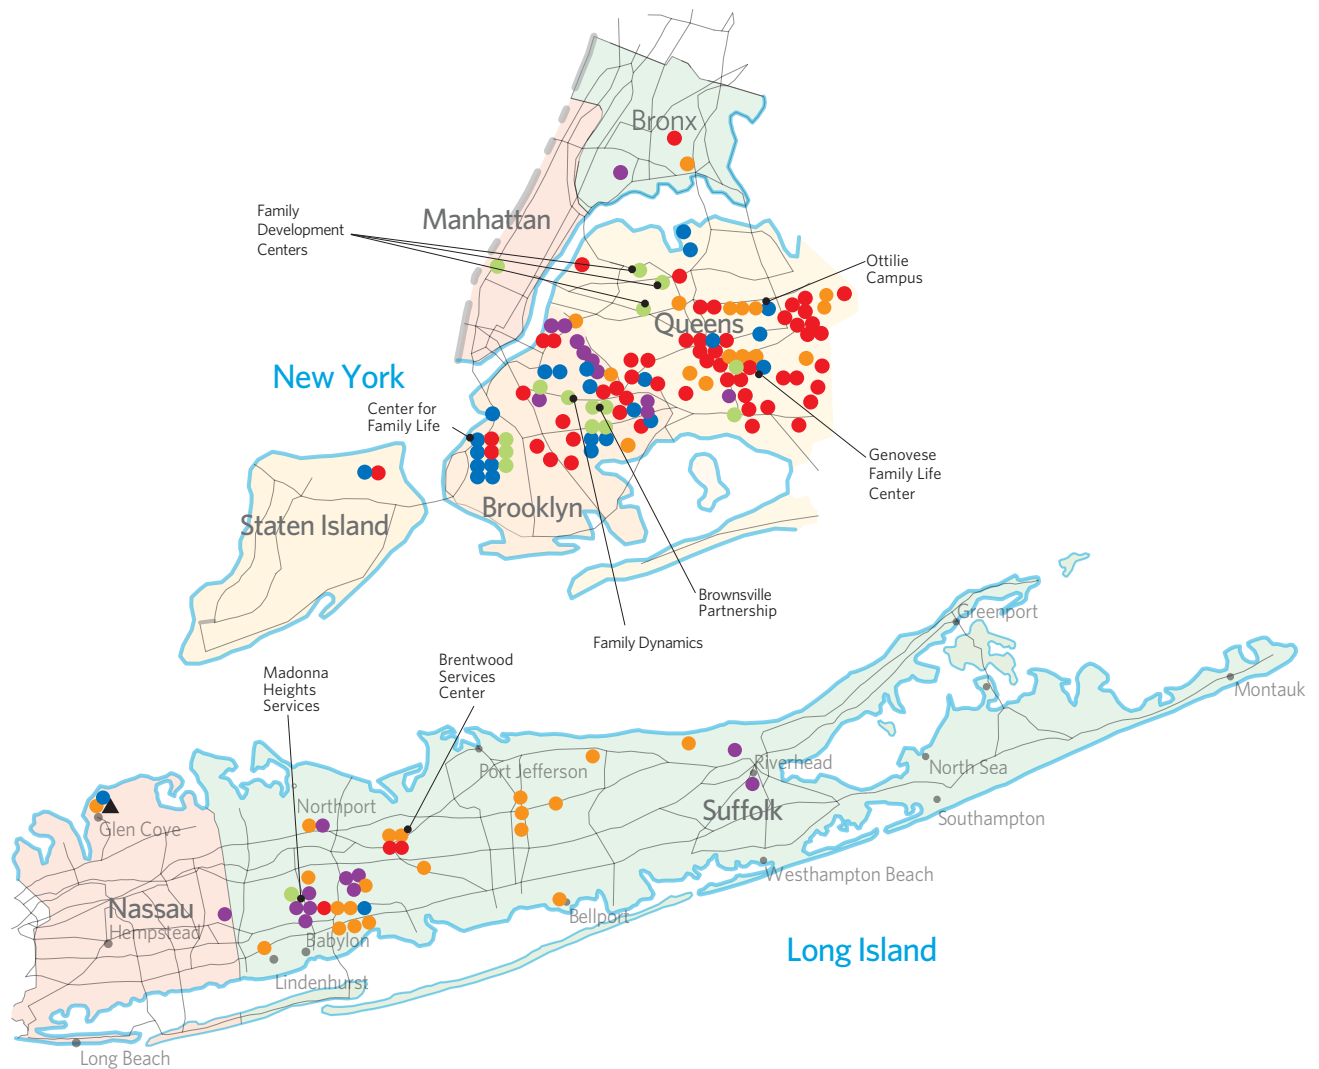 Bronx
Manhattan
Family
Development
Centers
Ottilie
Campus
Queens
New York
Center for
Family Life
Genovese
Family Life
Center
Brooklyn
Staten Island
Brownsville
Partnership
Family Dynamics
Greenport
Madonna
Heights
Services
Brentwood
Services
Center
Montauk
Port Jefferson
Riverhead
North Sea
Northport
Suffolk
Southampton
Glen Cove
Westhampton Beach
Nassau
Hempstead
Bellport
Babylon
Long Island
Lindenhurst
Long Beach